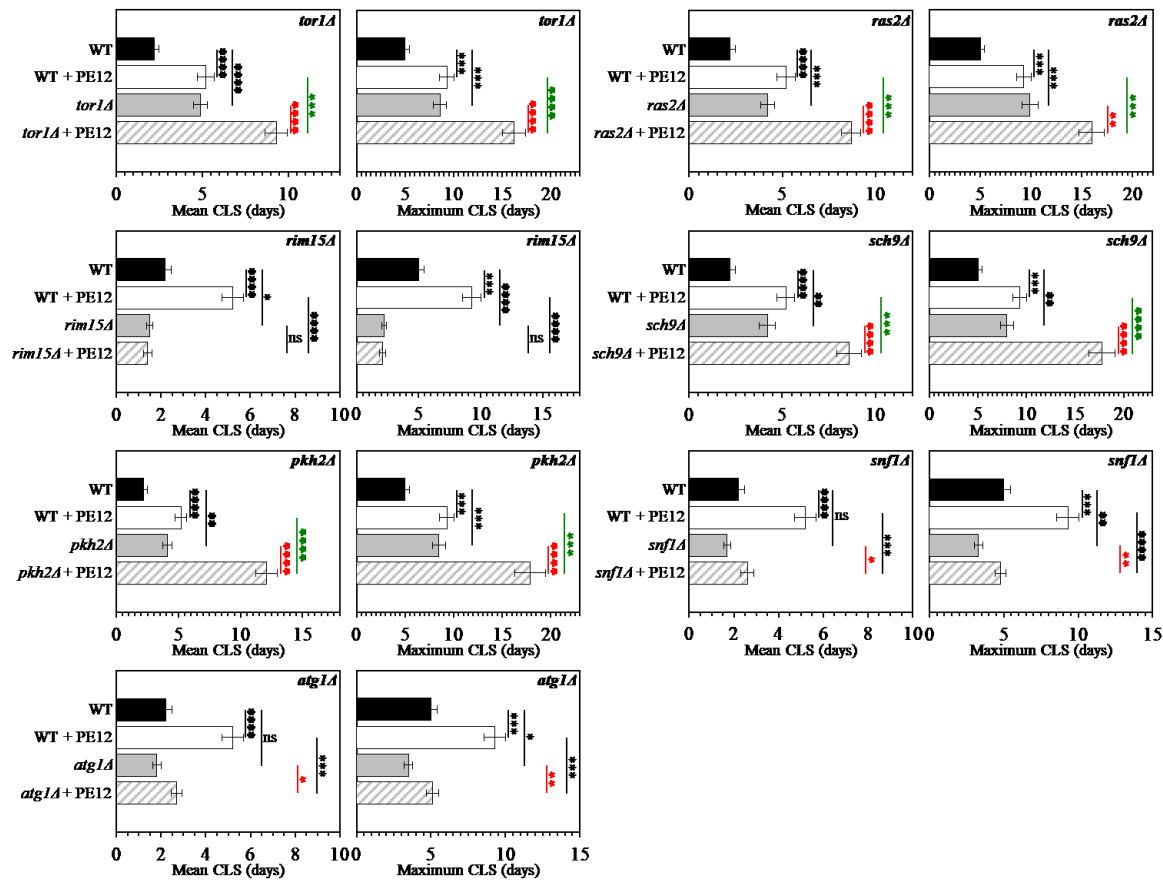 tor1Δ
tor1Δ
WT
WT + PE12
tor1Δ
tor1Δ + PE12
****
****
****
***
***
***
****
****
0 5 10
Mean CLS (days)
0 5 10 15 20
Maximum CLS (days)
ras2Δ
ras2Δ
WT
WT + PE12
ras2Δ
ras2Δ + PE12
****
***
****
***
***
***
**
***
0 5 10
Mean CLS (days)
0 5 10 15 20
Maximum CLS (days)
rim15Δ
rim15Δ
WT
WT + PE12
rim15Δ
rim15Δ + PE12
****
*
ns
****
***
****
ns
****
0 2 4 6 8 10
Mean CLS (days)
0 5 10 15
Maximum CLS (days)
sch9Δ
sch9Δ
WT
WT + PE12
sch9Δ
sch9Δ + PE12
****
**
****
***
***
**
****
****
0 5 10
Mean CLS (days)
0 5 10 15 20
Maximum CLS (days)
pkh2Δ
pkh2Δ
WT
WT + PE12
pkh2Δ
pkh2Δ + PE12
****
**
****
****
***
***
****
***
0 5 10 15
Mean CLS (days)
0 5 10 15 20
Maximum CLS (days)
snf1Δ
snf1Δ
WT
WT + PE12
snf1Δ
snf1Δ + PE12
****
ns
*
***
***
**
**
****
0 2 4 6 8 10
Mean CLS (days)
0 5 10 15
Maximum CLS (days)
atg1Δ
atg1Δ
WT
WT + PE12
atg1Δ
atg1Δ + PE12
****
ns
*
***
***
*
**
***
0 2 4 6 8 10
Mean CLS (days)
0 5 10 15
Maximum CLS (days)